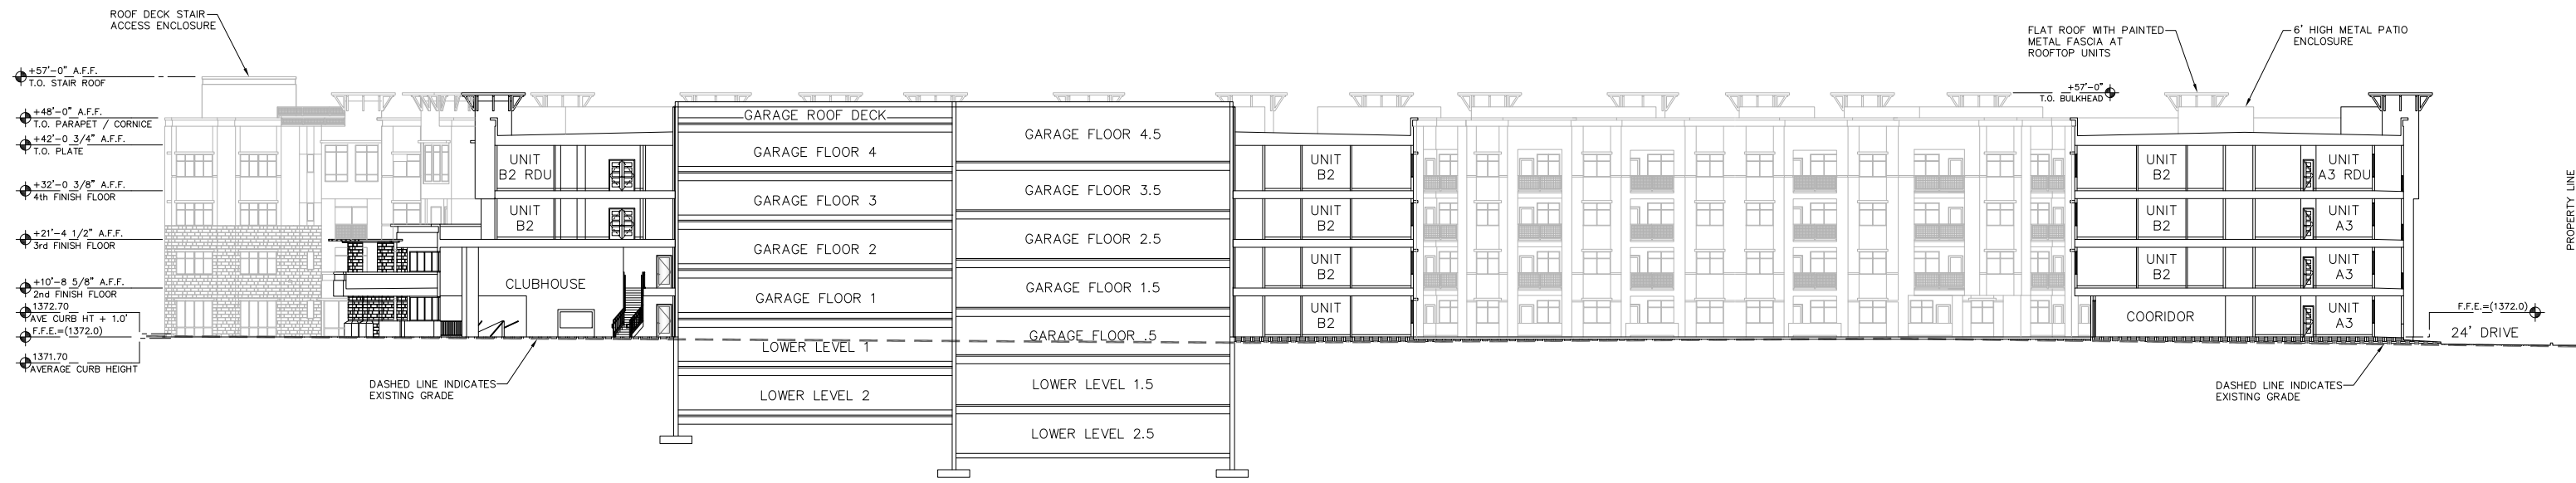 ROOF DECK STAIR
ACCESS ENCLOSURE
+57'-0" A.F.F.
T.O. STAIR ROOF
+48'-0" A.F.F.
T.O. PARAPET / CORNICE
+42'-0 3/4" A.F.F.
T.O. PLATE
+32'-0 3/8" A.F.F.
4th FINISH FLOOR
+21'-4 1/2" A.F.F.
3rd FINISH FLOOR
+10'-8 5/8" A.F.F.
2nd FINISH FLOOR
1372.70
AVE CURB HT + 1.0'
F.F.E.=(1372.0)
1371.70
AVERAGE CURB HEIGHT
DASHED LINE INDICATES
EXISTING GRADE
UNIT
B2 RDU
UNIT
B2
CLUBHOUSE
GARAGE ROOF DECK
GARAGE FLOOR 4
GARAGE FLOOR 3
GARAGE FLOOR 2
GARAGE FLOOR 1
LOWER LEVEL 1
LOWER LEVEL 2
GARAGE FLOOR 4.5
GARAGE FLOOR 3.5
GARAGE FLOOR 2.5
GARAGE FLOOR 1.5
GARAGE FLOOR .5
LOWER LEVEL 1.5
LOWER LEVEL 2.5
UNIT
B2
UNIT
B2
UNIT
B2
UNIT
B2
FLAT ROOF WITH PAINTED
METAL FASCIA AT
ROOFTOP UNITS
6' HIGH METAL PATIO
ENCLOSURE
+57'-0"
T.O. BULKHEAD
UNIT
B2
UNIT
B2
UNIT
B2
COORIDOR
UNIT
A3 RDU
UNIT
A3
UNIT
A3
UNIT
A3
F.F.E.=(1372.0)
24' DRIVE
DASHED LINE INDICATES
EXISTING GRADE
PROPERTY LINE